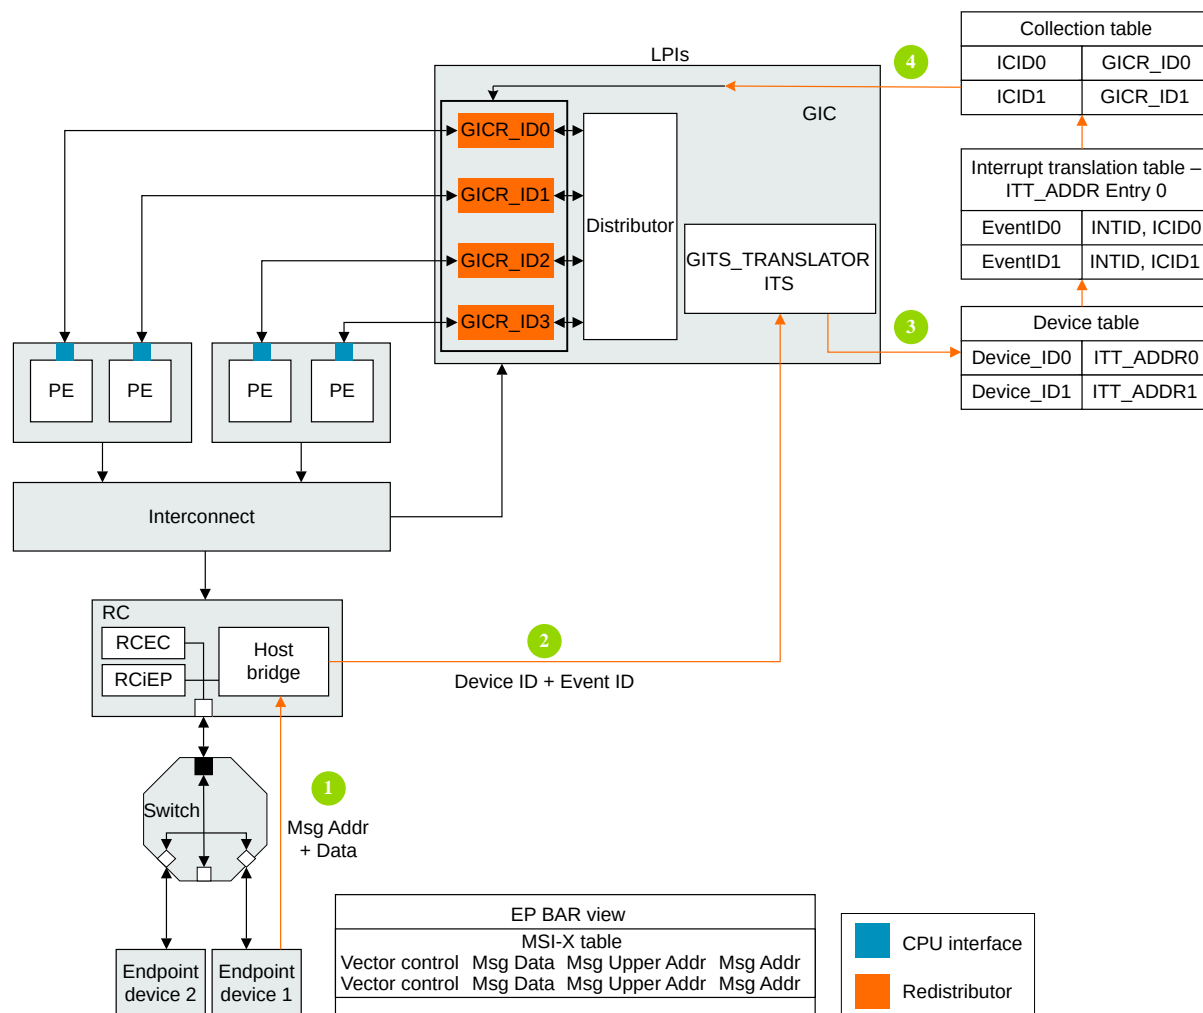 LPIs
4
Collection table
ICID0 GICR_ID0
ICID1 GICR_ID1
GIC
GICR_ID0
GICR_ID1
GICR_ID2
GICR_ID3
Distributor
GITS_TRANSLATOR
ITS
Interrupt translation table –
ITT_ADDR Entry 0
EventID0 INTID, ICID0
EventID1 INTID, ICID1
3
Device table
Device_ID0 ITT_ADDR0
Device_ID1 ITT_ADDR1
PE PE PE PE
Interconnect
RC
RCEC
RCiEP
Host
bridge
2
Device ID + Event ID
1
Msg Addr
+ Data
Switch
Endpoint
device 2
Endpoint
device 1
EP BAR view
MSI-X table
Vector control Msg Data Msg Upper Addr Msg Addr
Vector control Msg Data Msg Upper Addr Msg Addr
CPU interface
Redistributor